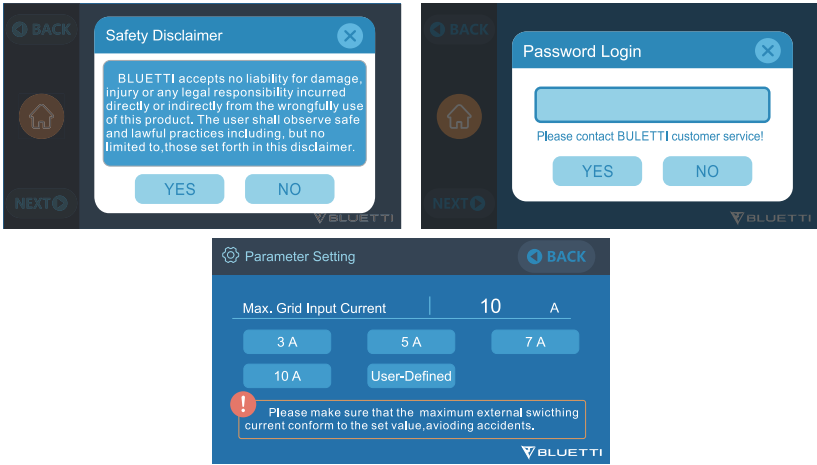 BACK
Safety Disclaimer
BLUETTI accepts no liability for damage,
injury or any legal responsibility incurred
directly or indirectly from the wrongfully use
of this product. The user shall observe safe
and lawful practices including, but no
limited to,those set forth in this disclaimer.
YES NO
NEXT
BLUETTI
BACK
Password Login
Please contact BULETTI customer service!
YES NO
NEXT
BLUETTI
Parameter Setting BACK
Max. Grid Input Current 10 A
3 A 5 A 7 A
10 A User-Defined
! Please make sure that the maximum external swicthing
current conform to the set value,avioding accidents.
BLUETTI